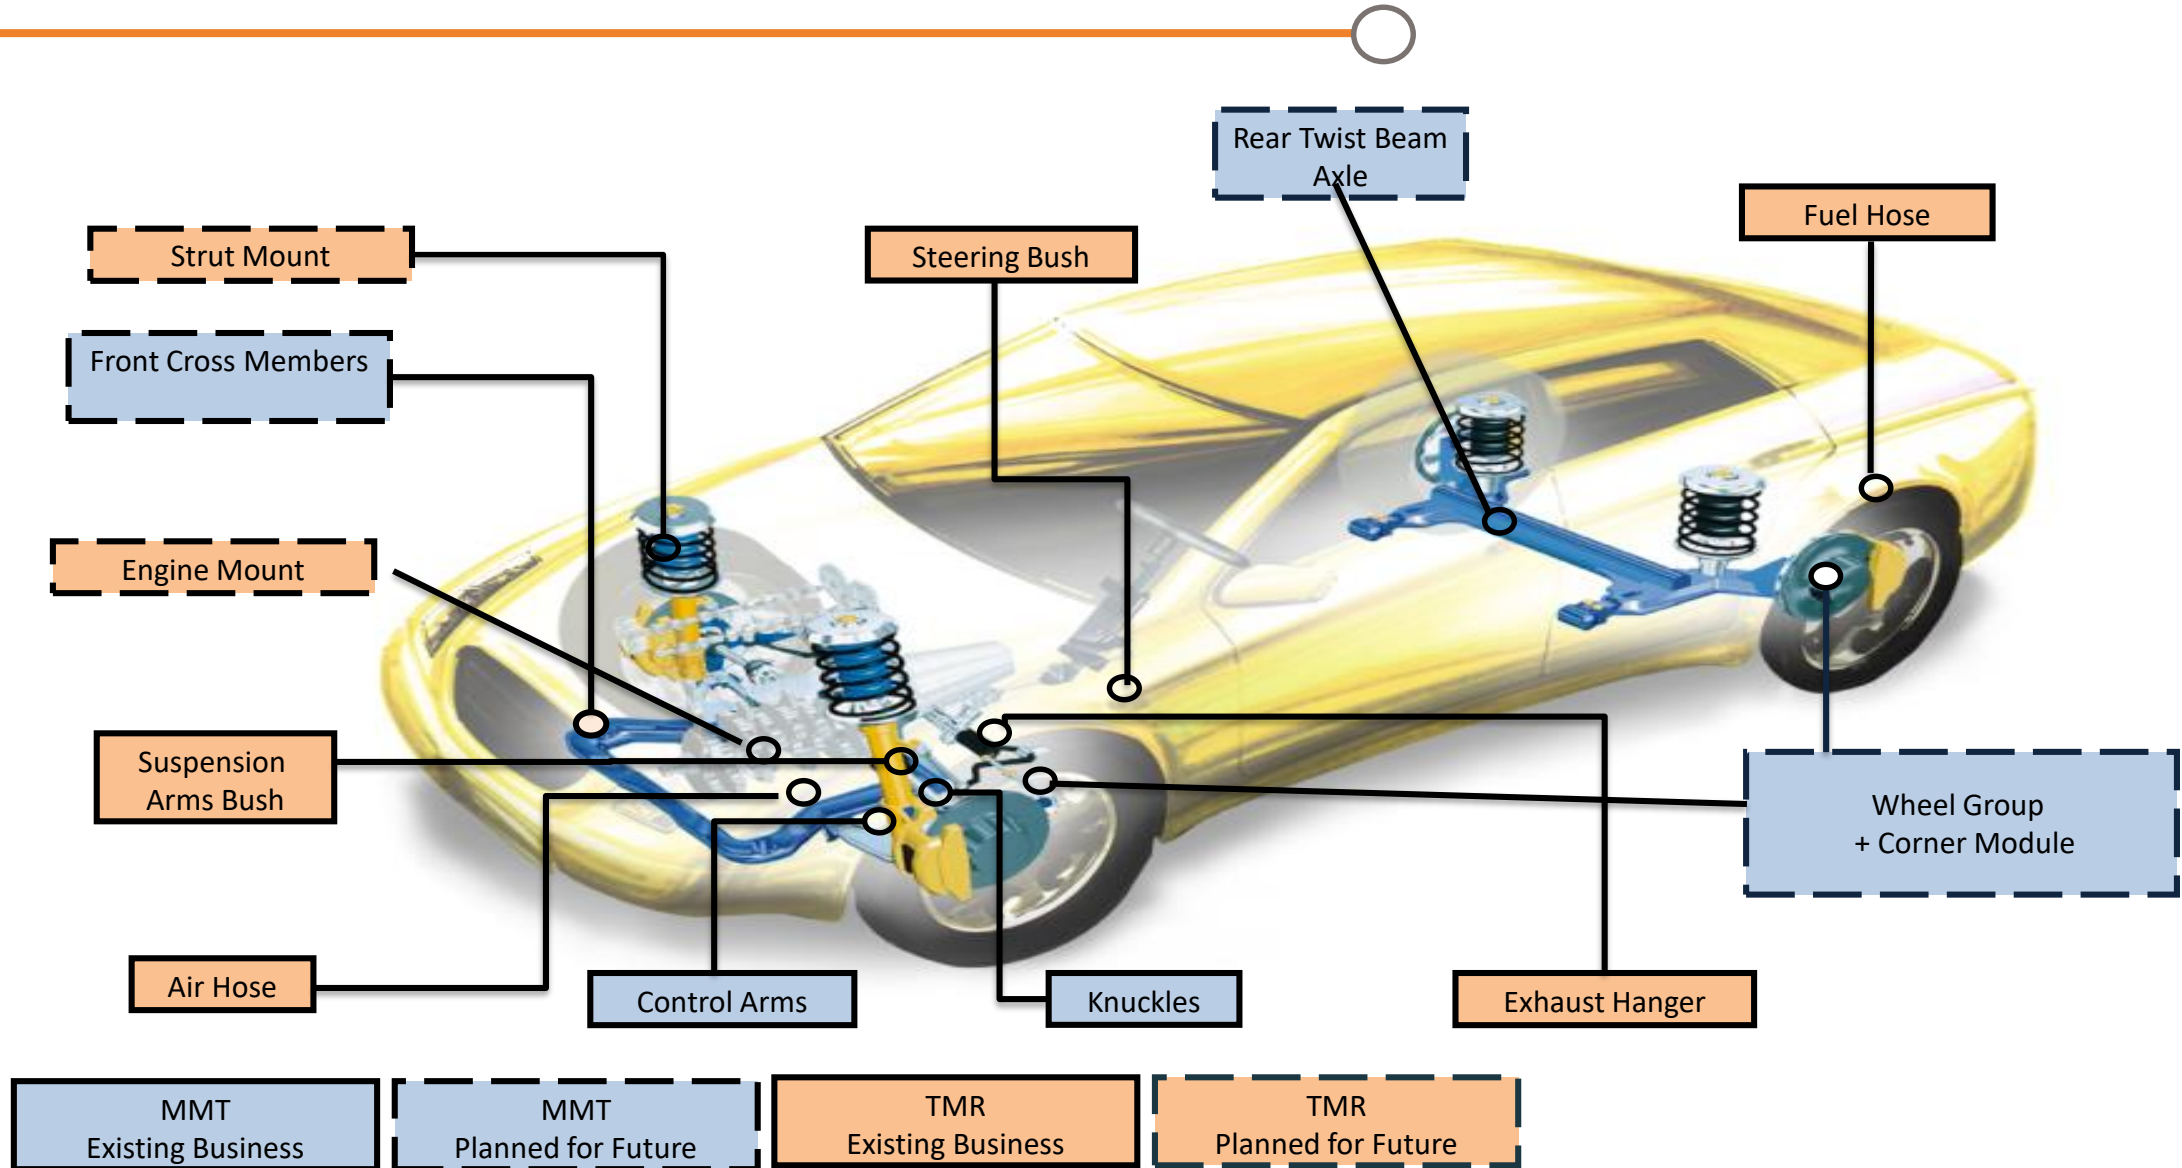 Rear Twist Beam
Axle
Fuel Hose
Strut Mount
Steering Bush
Front Cross Members
Engine Mount
Suspension
Arms Bush
Wheel Group
+ Corner Module
Air Hose
Control Arms
Knuckles
Exhaust Hanger
MMT
Existing Business
MMT
Planned for Future
TMR
Existing Business
TMR
Planned for Future